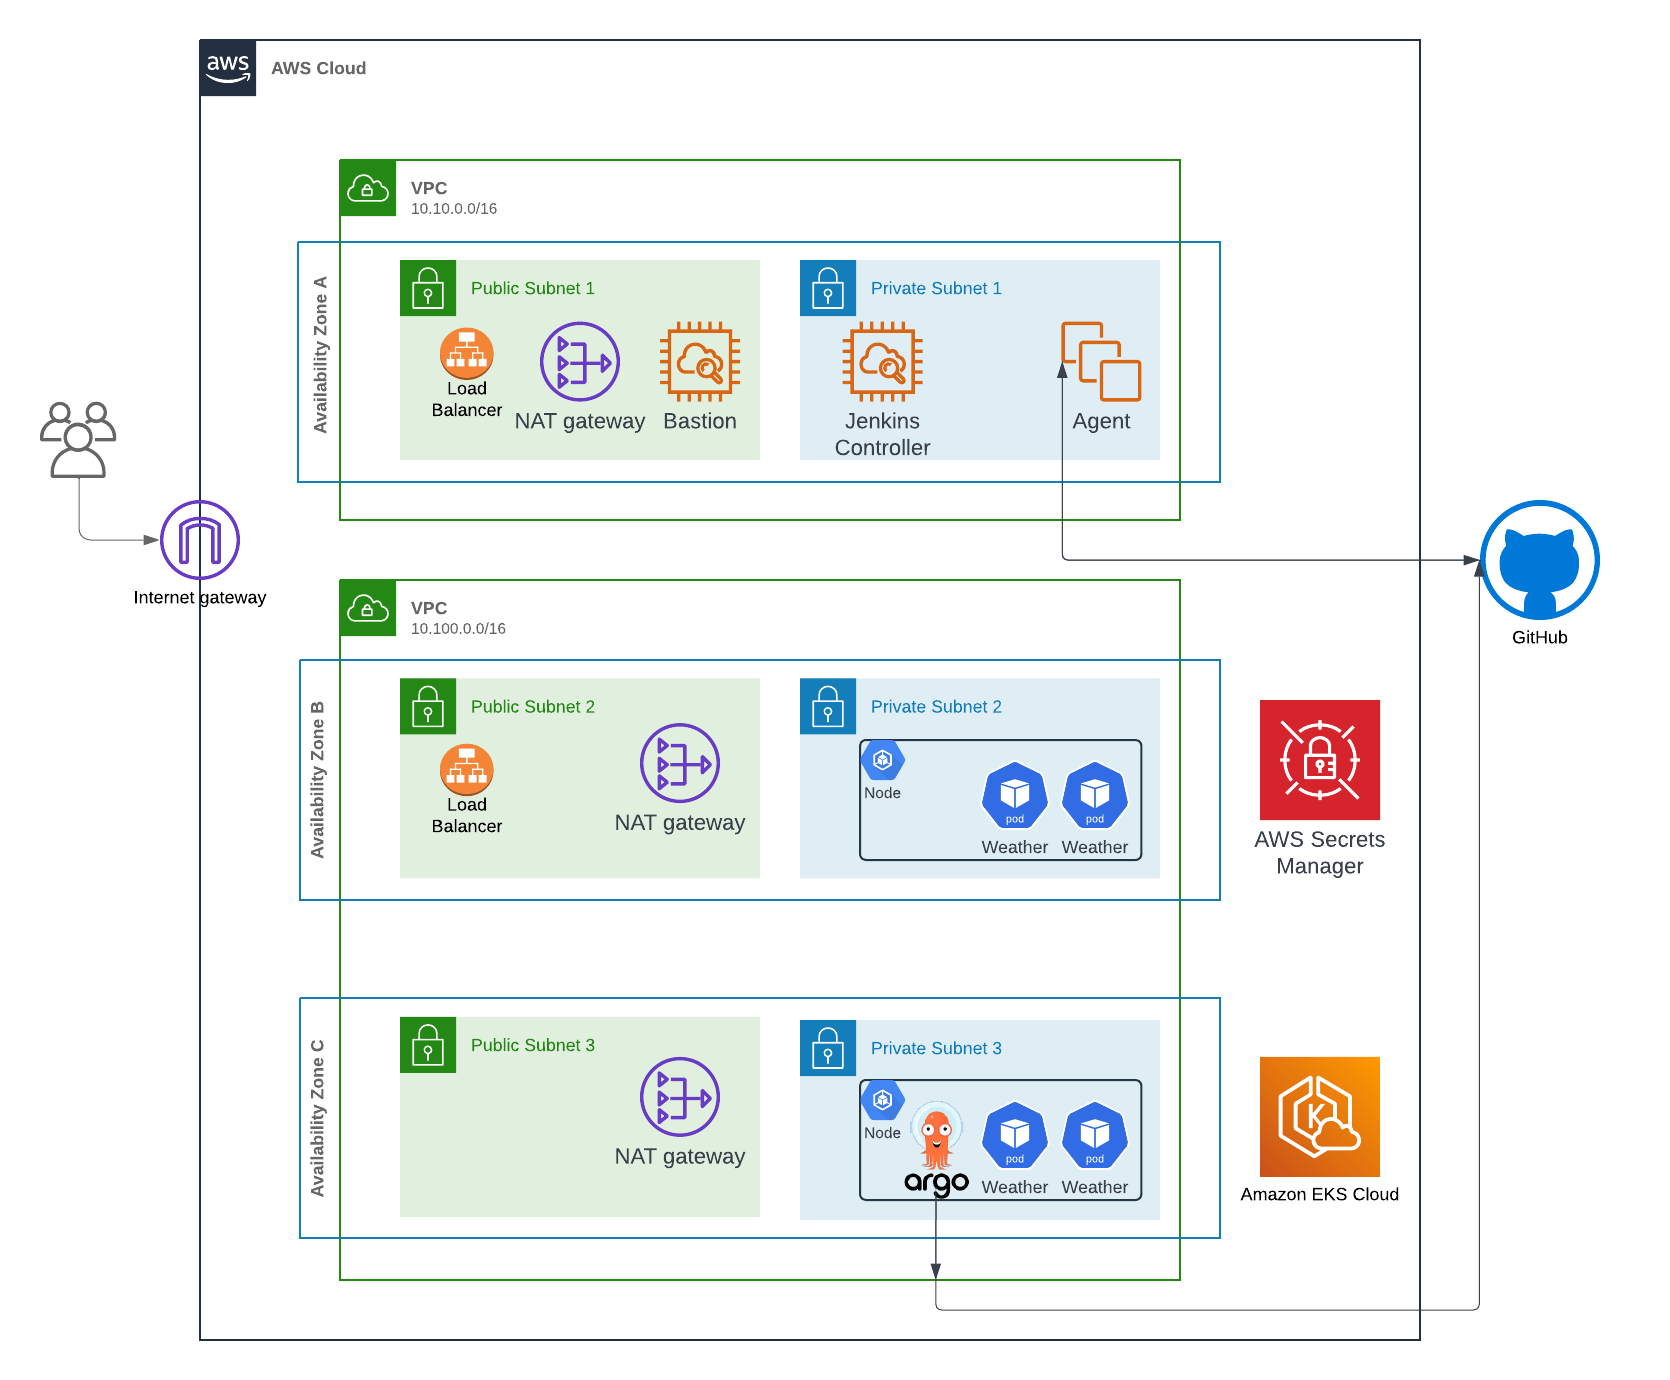 aws
AWS Cloud
VPC
10.10.0.0/16
Availability Zone A
Public Subnet 1
Load
Balancer
NAT gateway
Bastion
Private Subnet 1
Jenkins
Controller
Agent
Internet gateway
GitHub
VPC
10.100.0.0/16
Availability Zone B
Public Subnet 2
Load
Balancer
NAT gateway
Private Subnet 2
Node
pod
Weather
pod
Weather
AWS Secrets
Manager
Availability Zone C
Public Subnet 3
NAT gateway
Private Subnet 3
Node
argo
pod
Weather
pod
Weather
K
Amazon EKS Cloud